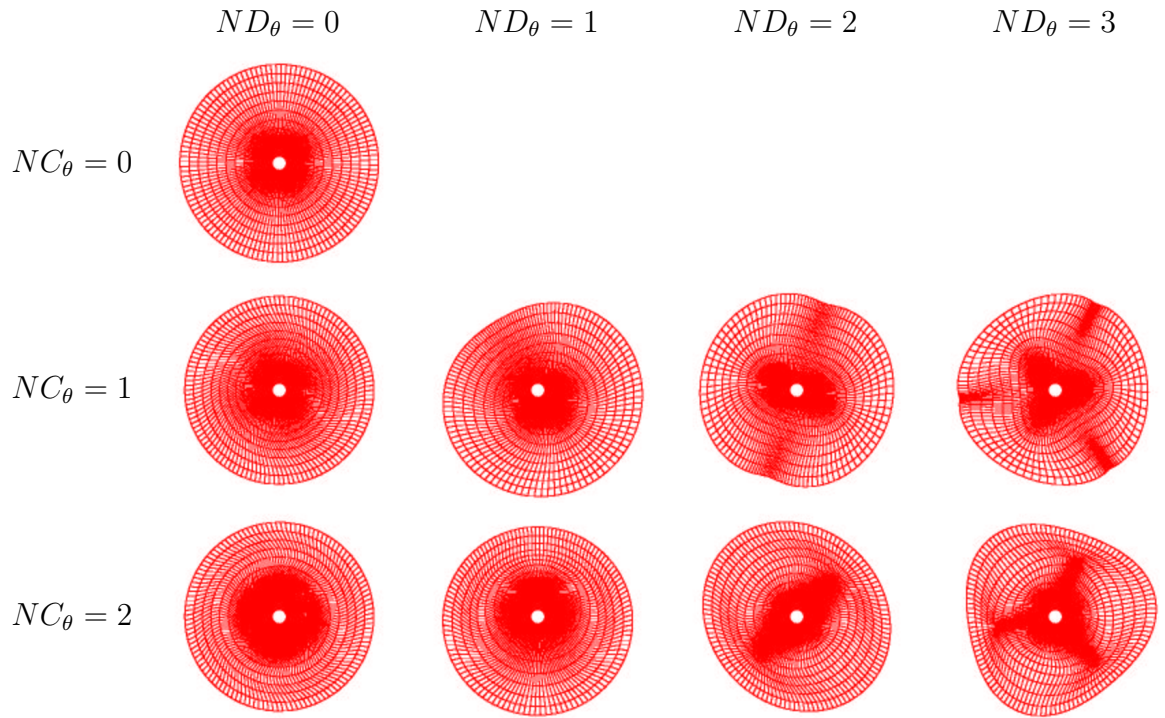 ND_θ = 0 ND_θ = 1 ND_θ = 2 ND_θ = 3
NC_θ = 0
NC_θ = 1
NC_θ = 2